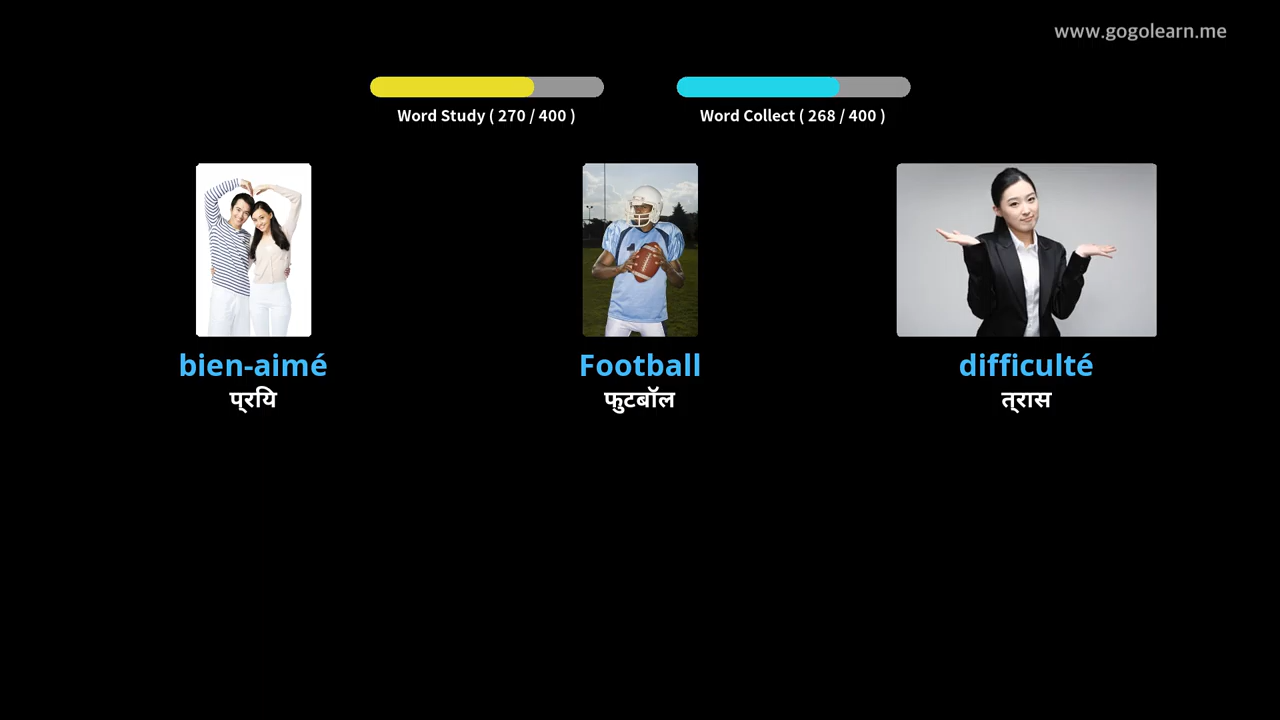 www.gogolearn.me
Word Study ( 270 / 400 )
Word Collect ( 268 / 400 )
bien-aimé
प्रयि
Football
फुटबॉल
difficulté
त्रास